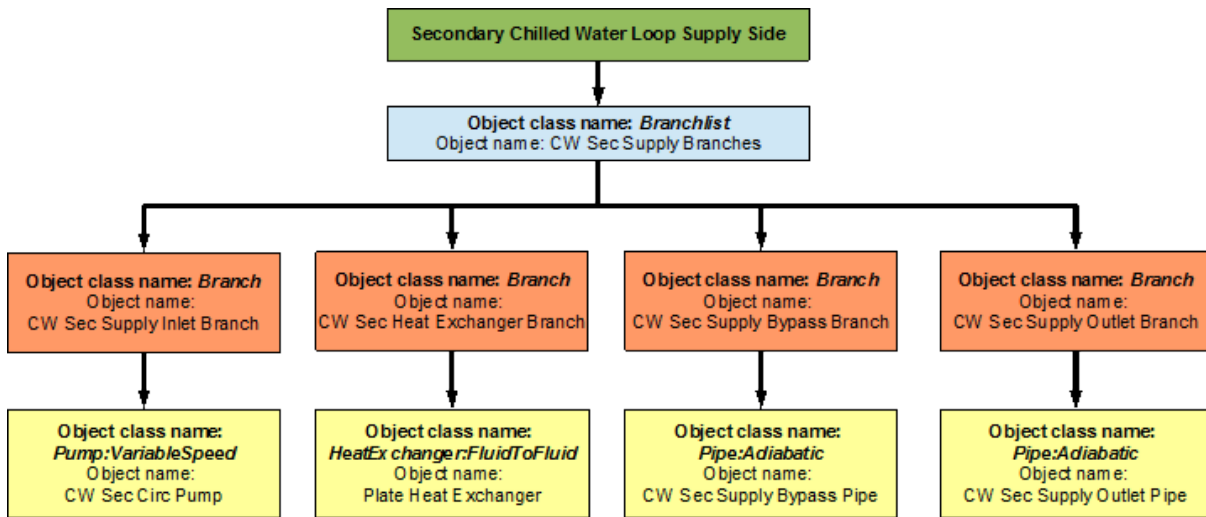 Secondary Chilled Water Loop Supply Side
Object class name: Branchlist
Object name: CW Sec Supply Branches
Object class name: Branch
Object name:
CW Sec Supply Inlet Branch
Object class name: Branch
Object name:
CW Sec Heat Exchanger Branch
Object class name: Branch
Object name:
CW Sec Supply Bypass Branch
Object class name: Branch
Object name:
CW Sec Supply Outlet Branch
Object class name:
Pump:VariableSpeed
Object name:
CW Sec Circ Pump
Object class name:
HeatExchanger:FluidToFluid
Object name:
Plate Heat Exchanger
Object class name:
Pipe:Adiabatic
Object name:
CW Sec Supply Bypass Pipe
Object class name:
Pipe:Adiabatic
Object name:
CW Sec Supply Outlet Pipe